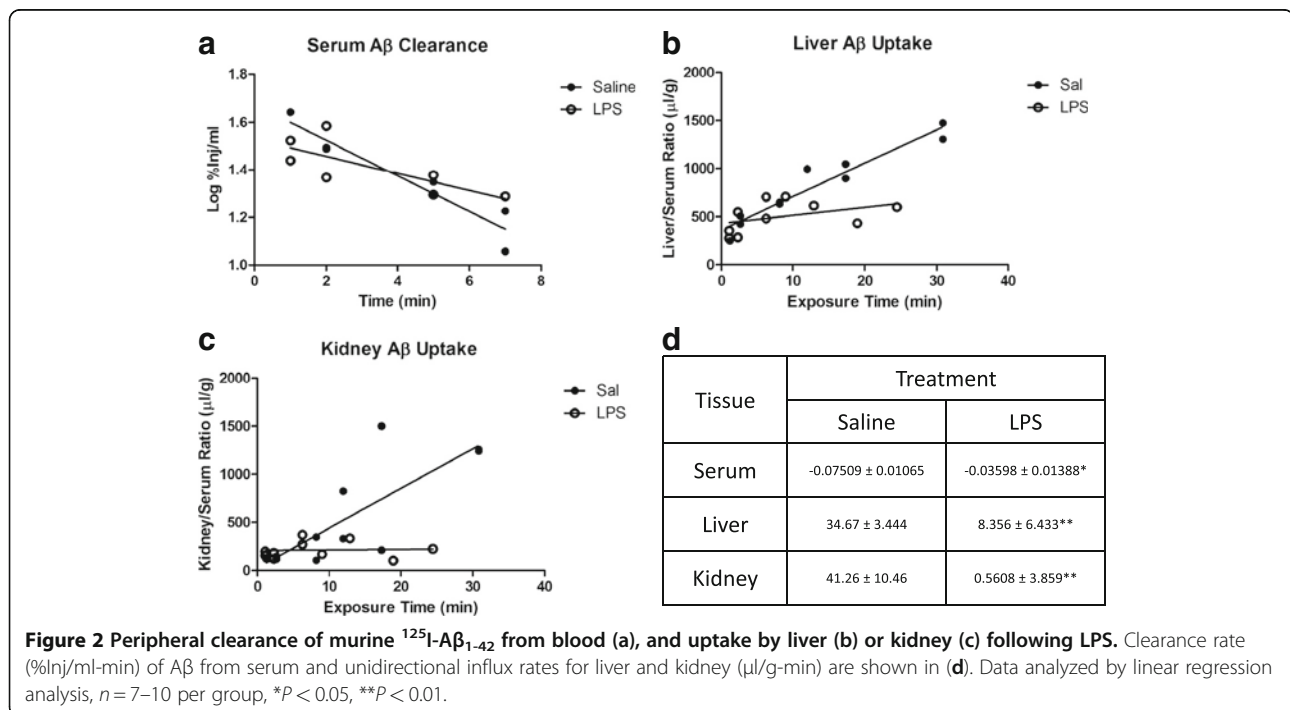 a
Serum Aβ Clearance
1.8
1.6
1.4
1.2
1.0
Log %Inj/ml
0 2 4 6 8
Time (min)
Saline
LPS
b
Liver Aβ Uptake
2000
1500
1000
500
0
Liver/Serum Ratio (µl/g)
0 10 20 30 40
Exposure Time (min)
Sal
LPS
c
Kidney Aβ Uptake
2000
1500
1000
500
0
Kidney/Serum Ratio (µl/g)
0 10 20 30 40
Exposure Time (min)
Sal
LPS
d
Tissue
Treatment
Saline LPS
Serum -0.07509 ± 0.01065 -0.03598 ± 0.01388*
Liver 34.67 ± 3.444 8.356 ± 6.433**
Kidney 41.26 ± 10.46 0.5608 ± 3.859**
Figure 2 Peripheral clearance of murine ¹²⁵I-Aβ₁₋₄₂ from blood (a), and uptake by liver (b) or kidney (c) following LPS. Clearance rate
(%Inj/ml-min) of Aβ from serum and unidirectional influx rates for liver and kidney (µl/g-min) are shown in (d). Data analyzed by linear regression
analysis, n = 7–10 per group, *P < 0.05, **P < 0.01.